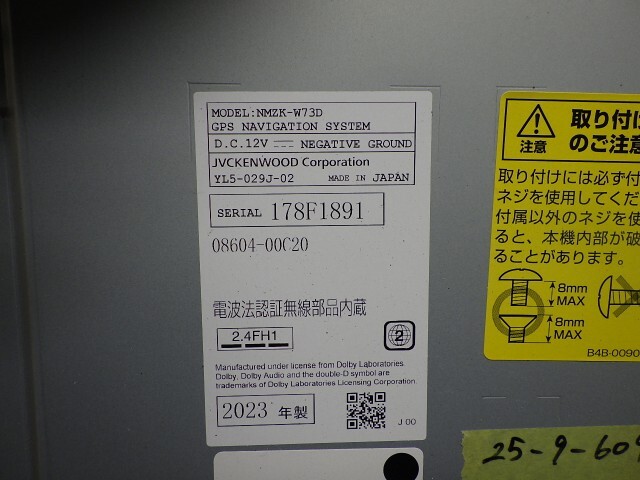 MODEL:NMZK-W73D
GPS NAVIGATION SYSTEM
D.C.12V NEGATIVE GROUND
JVCKENWOOD Corporation
YL5-029J-02 MADE IN JAPAN
SERIAL 178F1891
08604-00C20
電波法認証無線部品内蔵
2.4FH1
2
Manufactured under license from Dolby Laboratories.
Dolby, Dolby Audio and the double-D symbol are
trademarks of Dolby Laboratories Licensing Corporation.
2023 年製
J 00
注意
取り付け
のご注意
取り付けには必ず付
ネジを使用してくだ
付属以外のネジを使
ると、本機内部が破
ることがあります。
8mm
MAX
8mm
MAX
B4B-0090
25-9-609